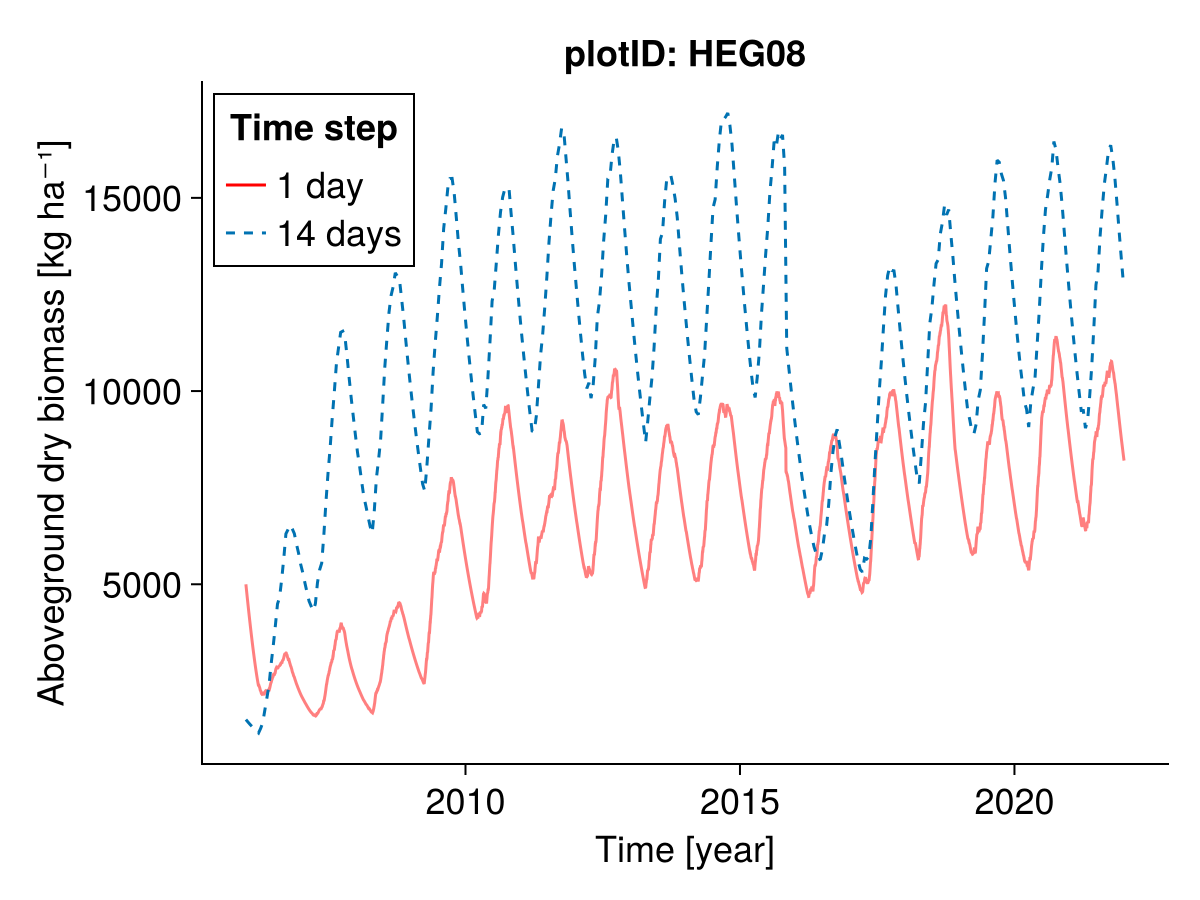 plotID: HEG08
Time step
1 day
14 days
Aboveground dry biomass [kg ha⁻¹]
15000
10000
5000
2010
2015
2020
Time [year]